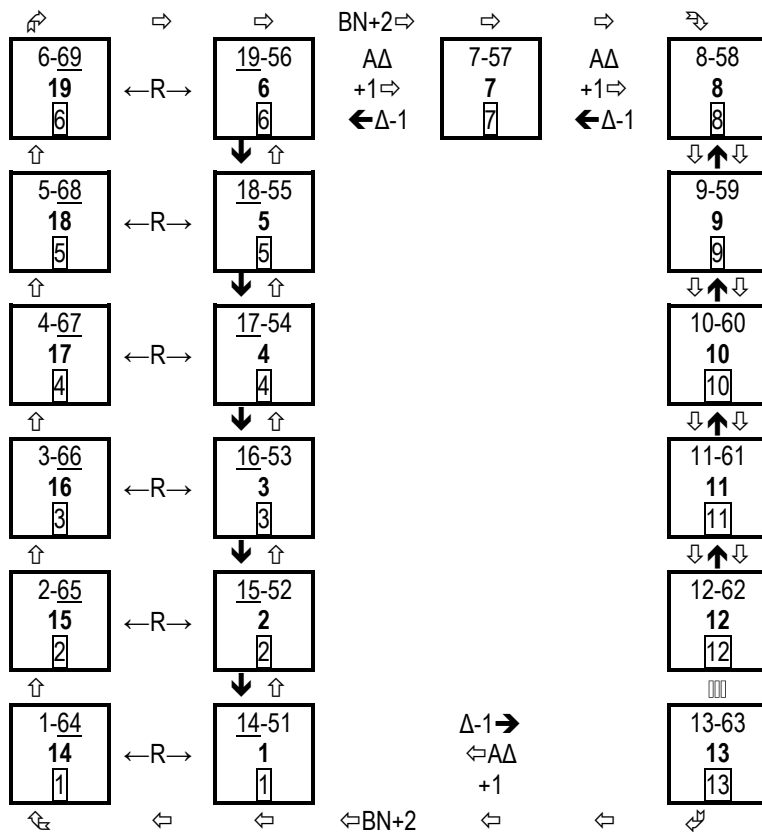 ⇨ ⇨ BN+2⇨ ⇨ ⇨
6-69 19-56 AΔ 7-57 AΔ 8-58
19 ←R→ 6 +1⇨ 7 +1⇨ 8
6 6 🡸Δ-1 7 🡸Δ-1 8
⇧ 🡻 ⇧ ⇩🡹⇩
5-68 18-55 9-59
18 ←R→ 5 9
5 5 9
⇧ 🡻 ⇧ ⇩🡹⇩
4-67 17-54 10-60
17 ←R→ 4 10
4 4 10
⇧ 🡻 ⇧ ⇩🡹⇩
3-66 16-53 11-61
16 ←R→ 3 11
3 3 11
⇧ 🡻 ⇧ ⇩🡹⇩
2-65 15-52 12-62
15 ←R→ 2 12
2 2 12
⇧ 🡻 ⇧
1-64 14-51 Δ-1🡺 13-63
14 ←R→ 1 ⇦AΔ 13
1 1 +1 13
⇦ ⇦ ⇦BN+2 ⇦ ⇦